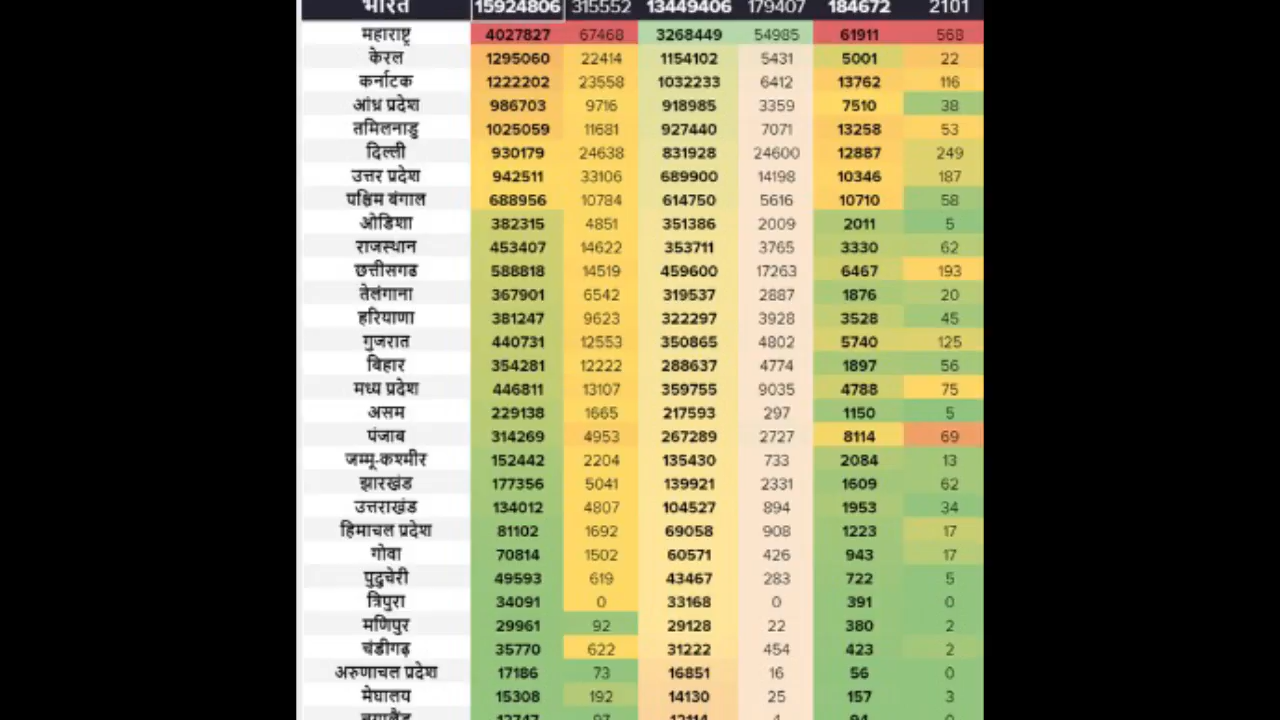 भारत 15924806 315552 13449406 179407 184672 2101
महाराष्ट्र 4027827 67468 3268449 54985 61911 568
केरल 1295060 22414 1154102 5431 5001 22
कर्नाटक 1222202 23558 1032233 6412 13762 116
आंध्र प्रदेश 986703 9716 918985 3359 7510 38
तमिलनाडु 1025059 11681 927440 7071 13258 53
दिल्ली 930179 24638 831928 24600 12887 249
उत्तर प्रदेश 942511 33106 689900 14198 10346 187
पश्चिम बंगाल 688956 10784 614750 5616 10710 58
ओडिशा 382315 4851 351386 2009 2011 5
राजस्थान 453407 14622 353711 3765 3330 62
छत्तीसगढ 588818 14519 459600 17263 6467 193
तेलंगाना 367901 6542 319537 2887 1876 20
हरियाणा 381247 9623 322297 3928 3528 45
गुजरात 440731 12553 350865 4802 5740 125
बिहार 354281 12222 288637 4774 1897 56
मध्य प्रदेश 446811 13107 359755 9035 4788 75
असम 229138 1665 217593 297 1150 5
पंजाब 314269 4953 267289 2727 8114 69
जम्मू-कश्मीर 152442 2204 135430 733 2084 13
झारखंड 177356 5041 139921 2331 1609 62
उत्तराखंड 134012 4807 104527 894 1953 34
हिमाचल प्रदेश 81102 1692 69058 908 1223 17
गोवा 70814 1502 60571 426 943 17
पुदुचेरी 49593 619 43467 283 722 5
त्रिपुरा 34091 0 33168 0 391 0
मणिपुर 29961 92 29128 22 380 2
चंडीगढ़ 35770 622 31222 454 423 2
अरुणाचल प्रदेश 17186 73 16851 16 56 0
मेघालय 15308 192 14130 25 157 3